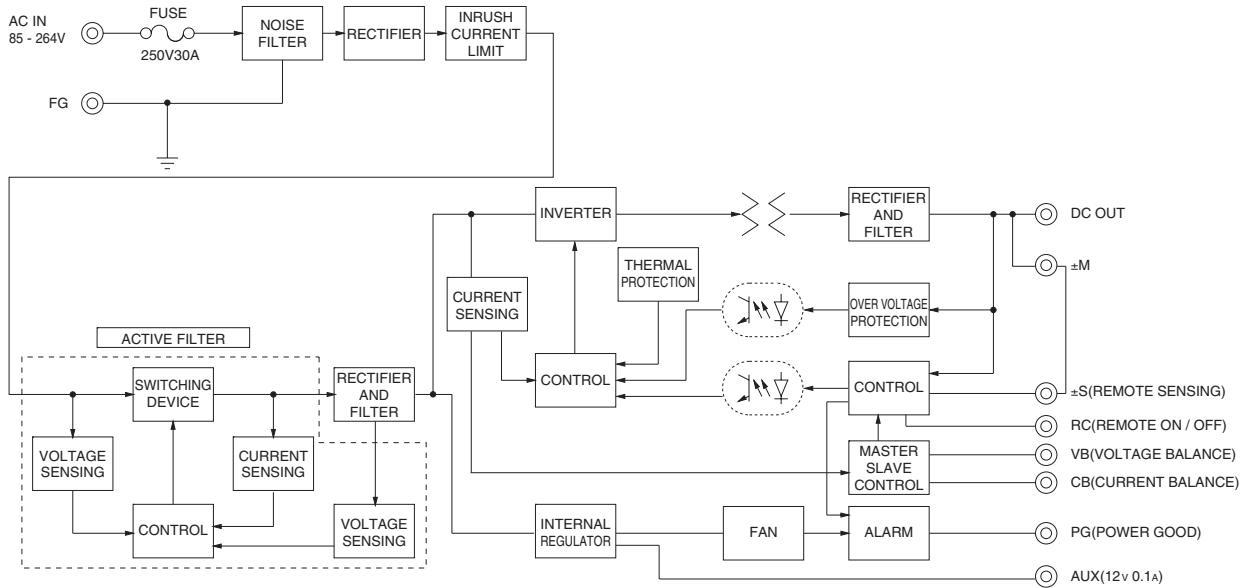 AC IN
85 - 264V
FUSE
250V30A
NOISE
FILTER
RECTIFIER
INRUSH
CURRENT
LIMIT
FG
INVERTER
RECTIFIER
AND
FILTER
DC OUT
±M
THERMAL
PROTECTION
CURRENT
SENSING
OVER VOLTAGE
PROTECTION
ACTIVE FILTER
SWITCHING
DEVICE
RECTIFIER
AND
FILTER
CONTROL
CONTROL
±S(REMOTE SENSING)
RC(REMOTE ON / OFF)
VOLTAGE
SENSING
CURRENT
SENSING
MASTER
SLAVE
CONTROL
VB(VOLTAGE BALANCE)
CB(CURRENT BALANCE)
CONTROL
VOLTAGE
SENSING
INTERNAL
REGULATOR
FAN
ALARM
PG(POWER GOOD)
AUX(12V 0.1A)